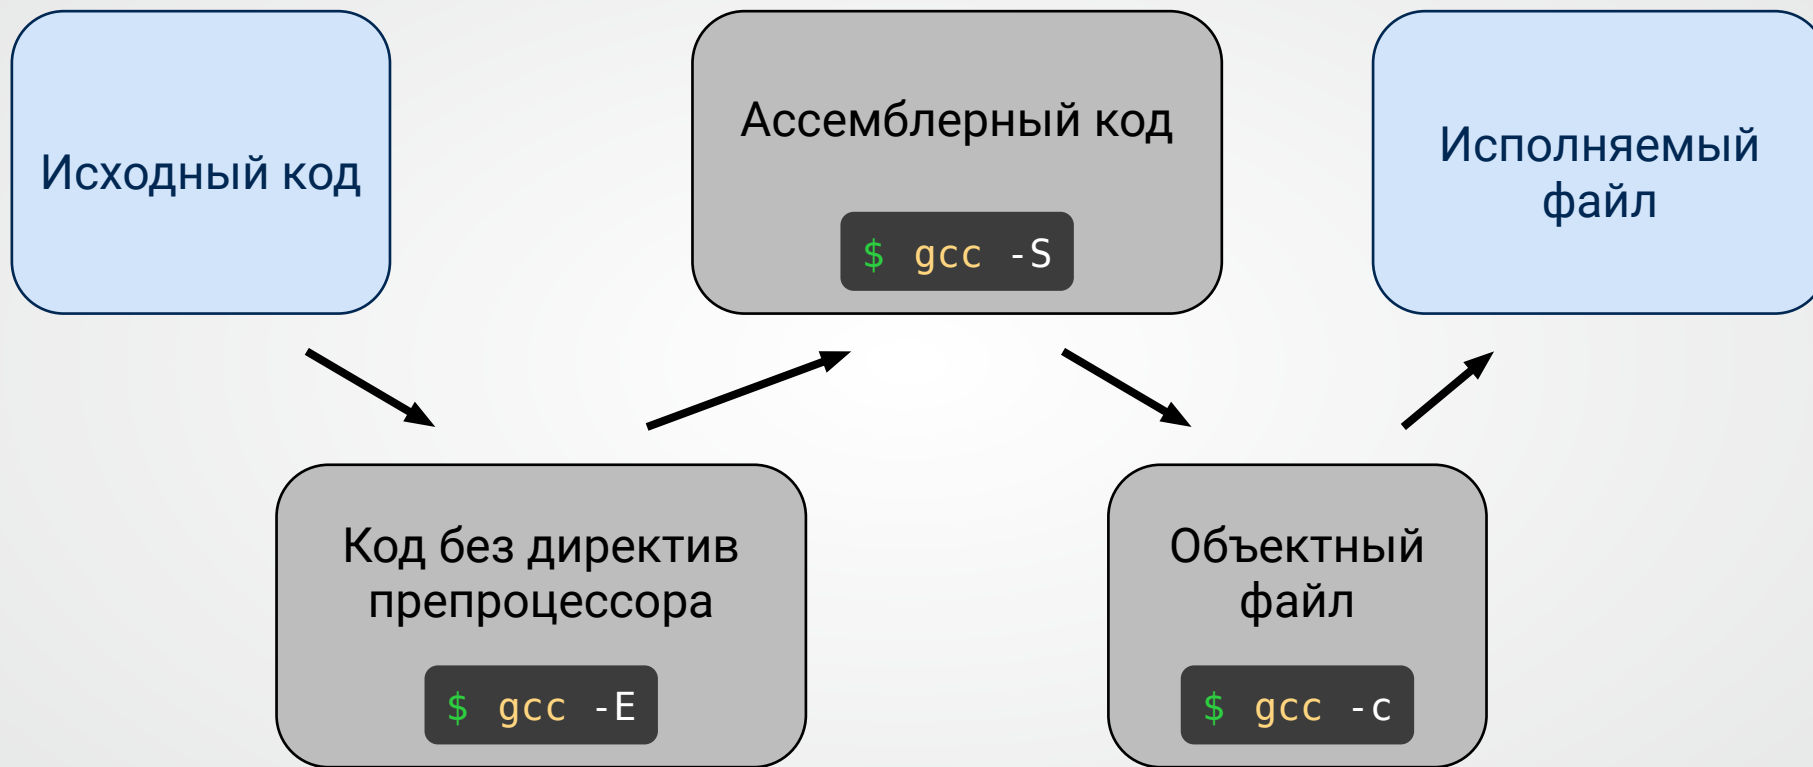 Исходный код
Код без директив
препроцессора
$ gcc -E
Ассемблерный код
$ gcc -S
Объектный
файл
$ gcc -c
Исполняемый
файл